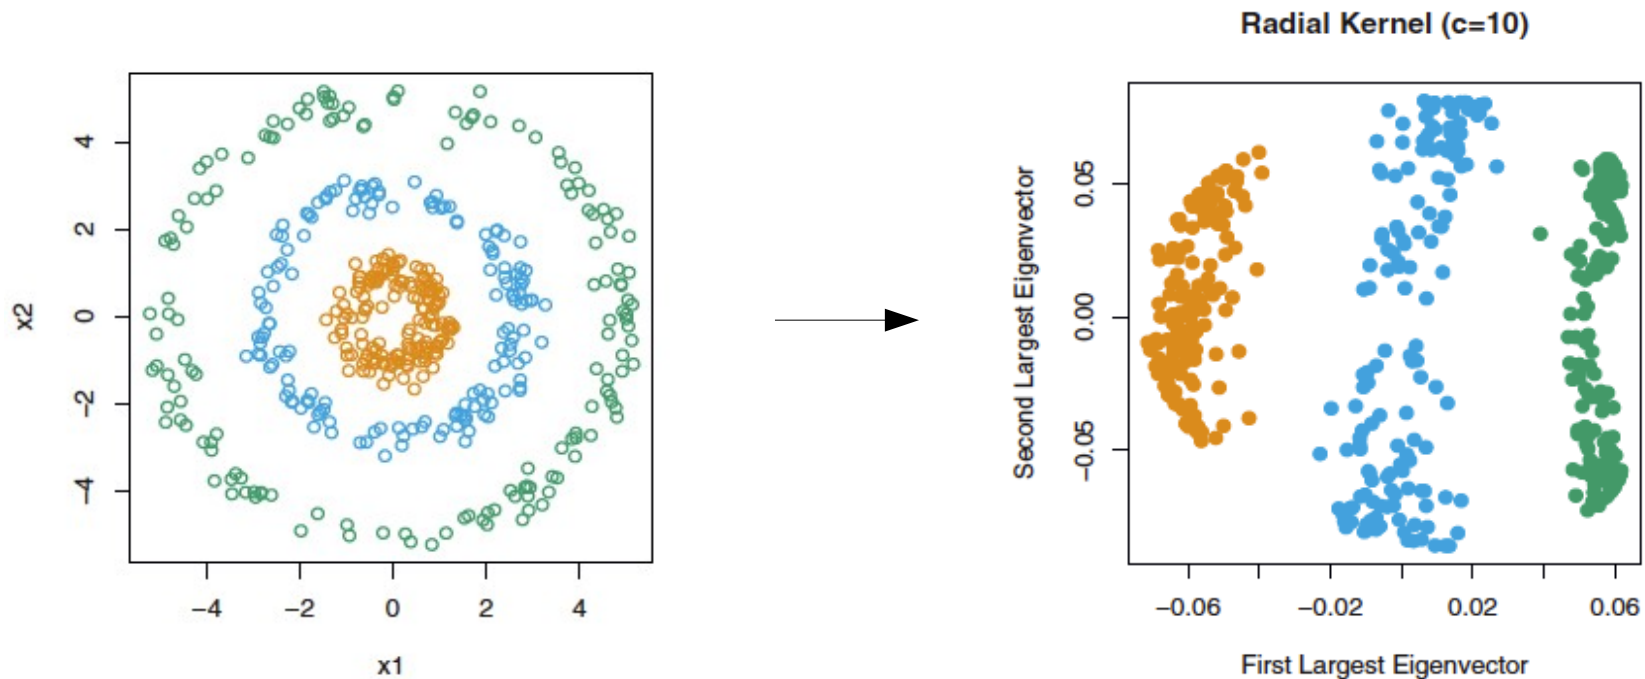 Radial Kernel (c=10)
4
2
0
−2
−4
x2
−4 −2 0 2 4
x1
0.05
0.00
−0.05
Second Largest Eigenvector
−0.06 −0.02 0.02 0.06
First Largest Eigenvector